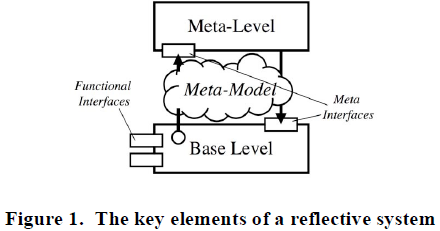 Meta-Level
Functional
Interfaces
Meta-Model
Meta
Interfaces
Base Level
Figure 1. The key elements of a reflective system